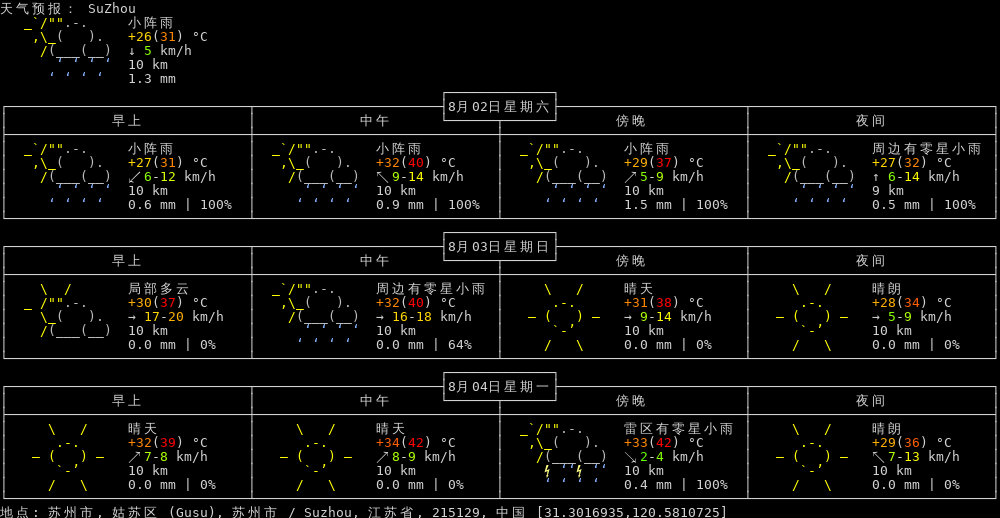 天气预报： SuZhou
小阵雨
+26(31) °C
↓ 5 km/h
10 km
1.3 mm
8月02日星期六
早上 中午 傍晚 夜间
小阵雨 小阵雨 小阵雨 周边有零星小雨
+27(31) °C +32(40) °C +29(37) °C +27(32) °C
↙ 6-12 km/h ↖ 9-14 km/h ↗ 5-9 km/h ↑ 6-14 km/h
10 km 10 km 10 km 9 km
0.6 mm | 100% 0.9 mm | 100% 1.5 mm | 100% 0.5 mm | 100%
8月03日星期日
早上 中午 傍晚 夜间
局部多云 周边有零星小雨 晴天 晴朗
+30(37) °C +32(40) °C +31(38) °C +28(34) °C
→ 17-20 km/h → 16-18 km/h → 9-14 km/h → 5-9 km/h
10 km 10 km 10 km 10 km
0.0 mm | 0% 0.0 mm | 64% 0.0 mm | 0% 0.0 mm | 0%
8月04日星期一
早上 中午 傍晚 夜间
晴天 晴天 雷区有零星小雨 晴朗
+32(39) °C +34(42) °C +33(42) °C +29(36) °C
↗ 7-8 km/h ↗ 8-9 km/h ↘ 2-4 km/h ↖ 7-13 km/h
10 km 10 km 10 km 10 km
0.0 mm | 0% 0.0 mm | 0% 0.4 mm | 100% 0.0 mm | 0%
地点: 苏州市, 姑苏区 (Gusu), 苏州市 / Suzhou, 江苏省, 215129, 中国 [31.3016935,120.5810725]